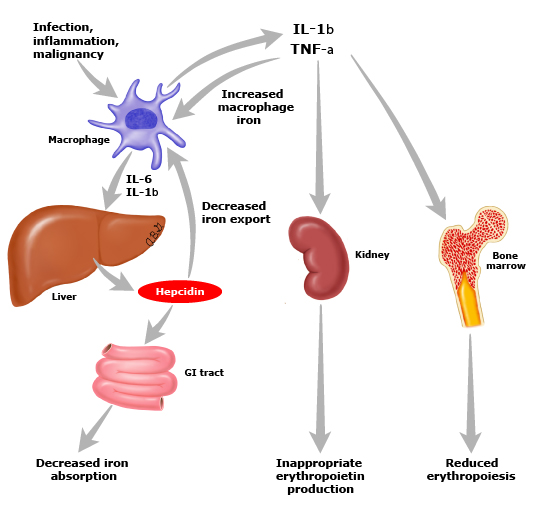 Infection,
inflammation,
malignancy
IL-1b
TNF-a
Increased
macrophage
iron
Macrophage
IL-6
IL-1b
Decreased
iron export
Kidney
Bone
marrow
Liver
Hepcidin
GI tract
Decreased iron
absorption
Inappropriate
erythropoietin
production
Reduced
erythropoiesis